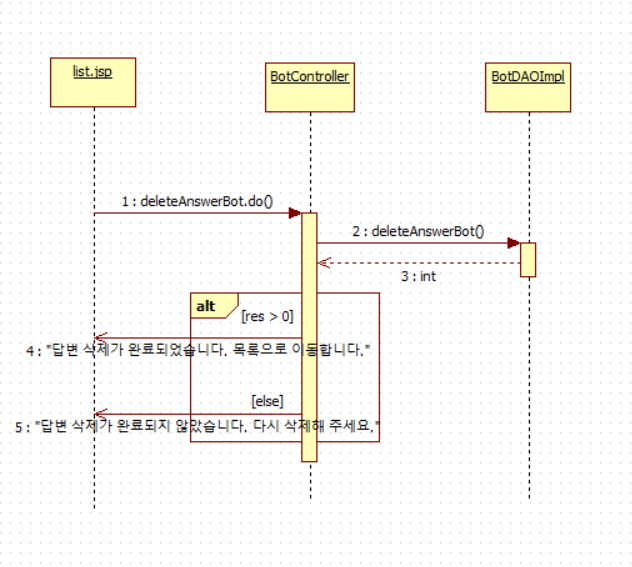 list.jsp
BotController
BotDAOImpl
1 : deleteAnswerBot.do()
2 : deleteAnswerBot()
3 : int
alt
[res > 0]
4 : "답변 삭제가 완료되었습니다. 목록으로 이동합니다."
[else]
5 : "답변 삭제가 완료되지 않았습니다. 다시 삭제해 주세요."